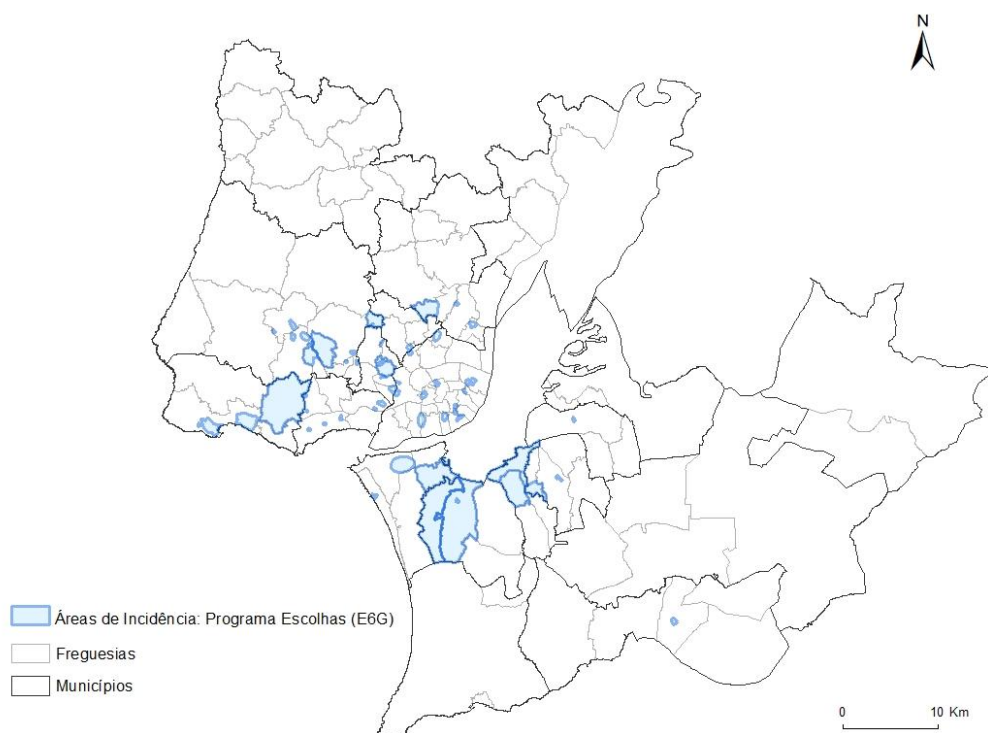 N
Áreas de Incidência: Programa Escolhas (E6G)
Freguesias
Municípios
0 10 Km